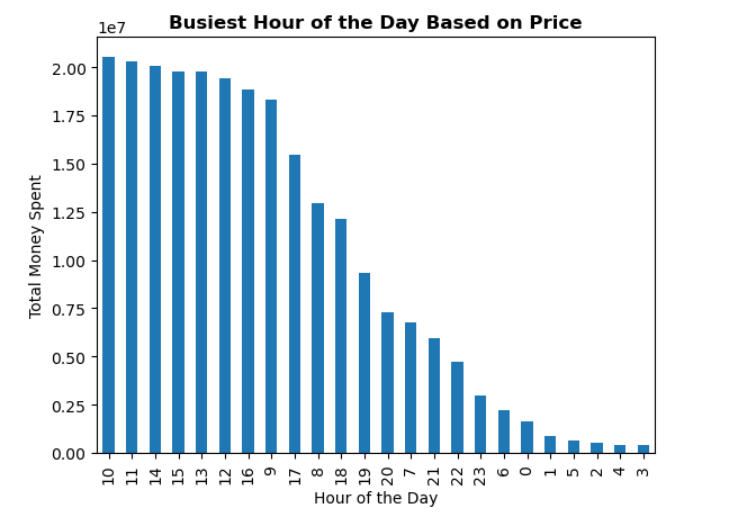 Busiest Hour of the Day Based on Price
1e7
2.00
1.75
1.50
1.25
1.00
0.75
0.50
0.25
0.00
Total Money Spent
10 11 14 15 13 12 16 9 17 8 18 19 20 7 21 22 23 6 0 1 5 2 4 3
Hour of the Day